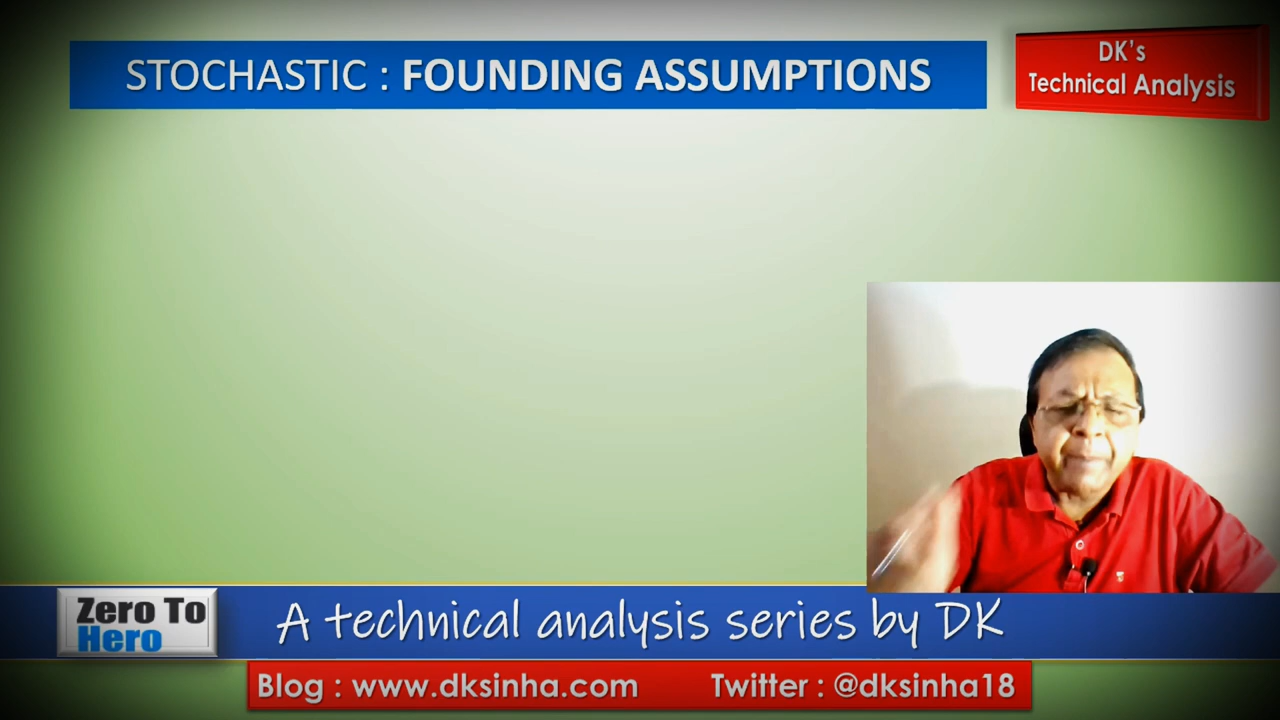 STOCHASTIC : FOUNDING ASSUMPTIONS
DK's
Technical Analysis
Zero To
Hero
A technical analysis series by DK
Blog : www.dksinha.com Twitter : @dksinha18